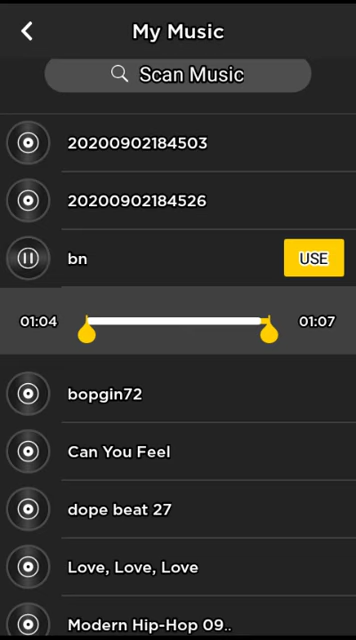 My Music
Scan Music
20200902184503
20200902184526
bn
USE
01:04
01:07
bopgin72
Can You Feel
dope beat 27
Love, Love, Love
Modern Hip-Hop 09..